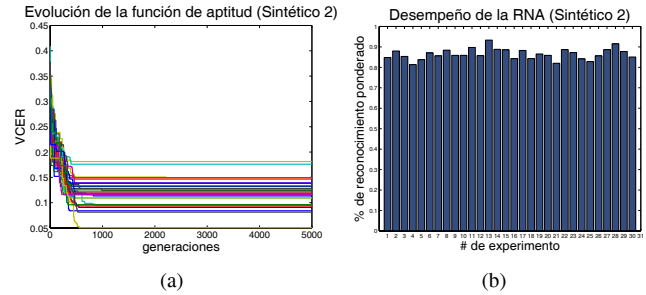 Evolución de la función de aptitud (Sintético 2)
0.45
0.4
0.35
0.3
0.25
0.2
0.15
0.1
0.05
VCER
0 1000 2000 3000 4000 5000
generaciones
(a)
Desempeño de la RNA (Sintético 2)
1
0.9
0.8
0.7
0.6
0.5
0.4
0.3
0.2
0.1
0
% de reconocimiento ponderado
1 2 3 4 5 6 7 8 9 10 11 12 13 14 15 16 17 18 19 20 21 22 23 24 25 26 27 28 29 30 31
# de experimento
(b)